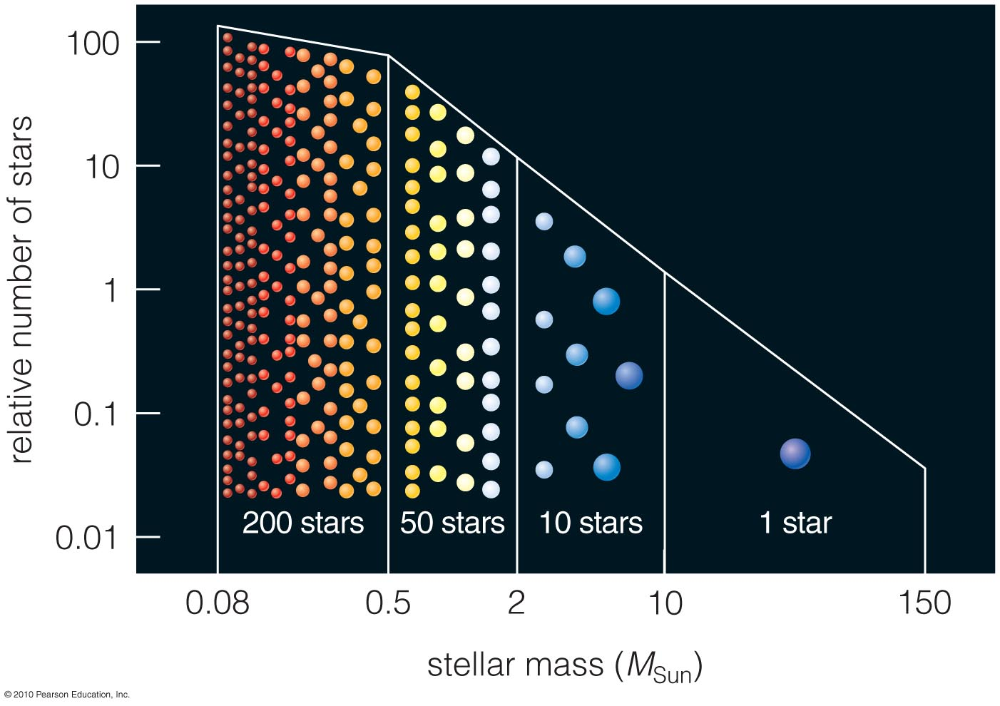 relative number of stars
100
10
1
0.1
0.01
200 stars
50 stars
10 stars
1 star
0.08
0.5
2
10
150
stellar mass (MSun)
© 2010 Pearson Education, Inc.